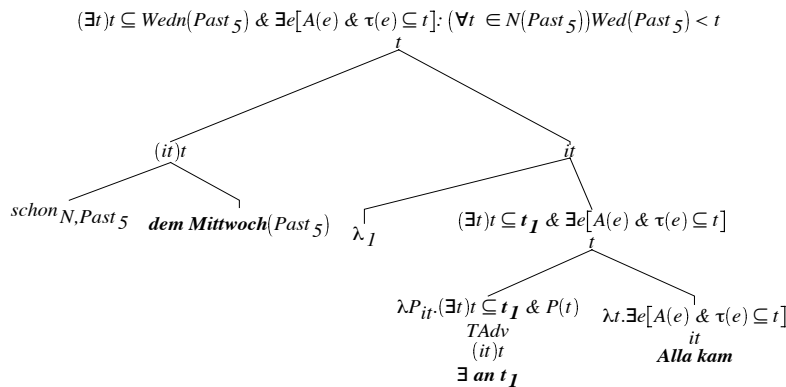 (∃t)t ⊆ Wedn(Past₅) & ∃e[A(e) & τ(e) ⊆ t]: (∀t ∈ N(Past₅))Wed(Past₅) < t
t
(it)t
it
schon N,Past₅
dem Mittwoch(Past₅)
λ₁
(∃t)t ⊆ t₁ & ∃e[A(e) & τ(e) ⊆ t]
t
λPᵢₜ.(∃t)t ⊆ t₁ & P(t)
TAdv
(it)t
∃ an t₁
λt.∃e[A(e) & τ(e) ⊆ t]
it
Alla kam